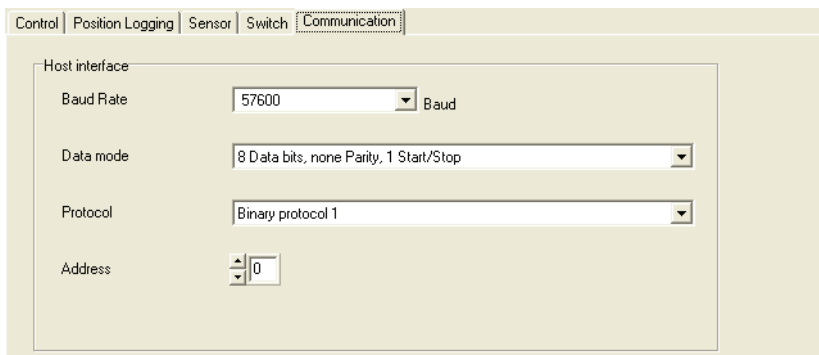 Control Position Logging Sensor Switch Communication
Host interface
Baud Rate 57600 Baud
Data mode 8 Data bits, none Parity, 1 Start/Stop
Protocol Binary protocol 1
Address 0